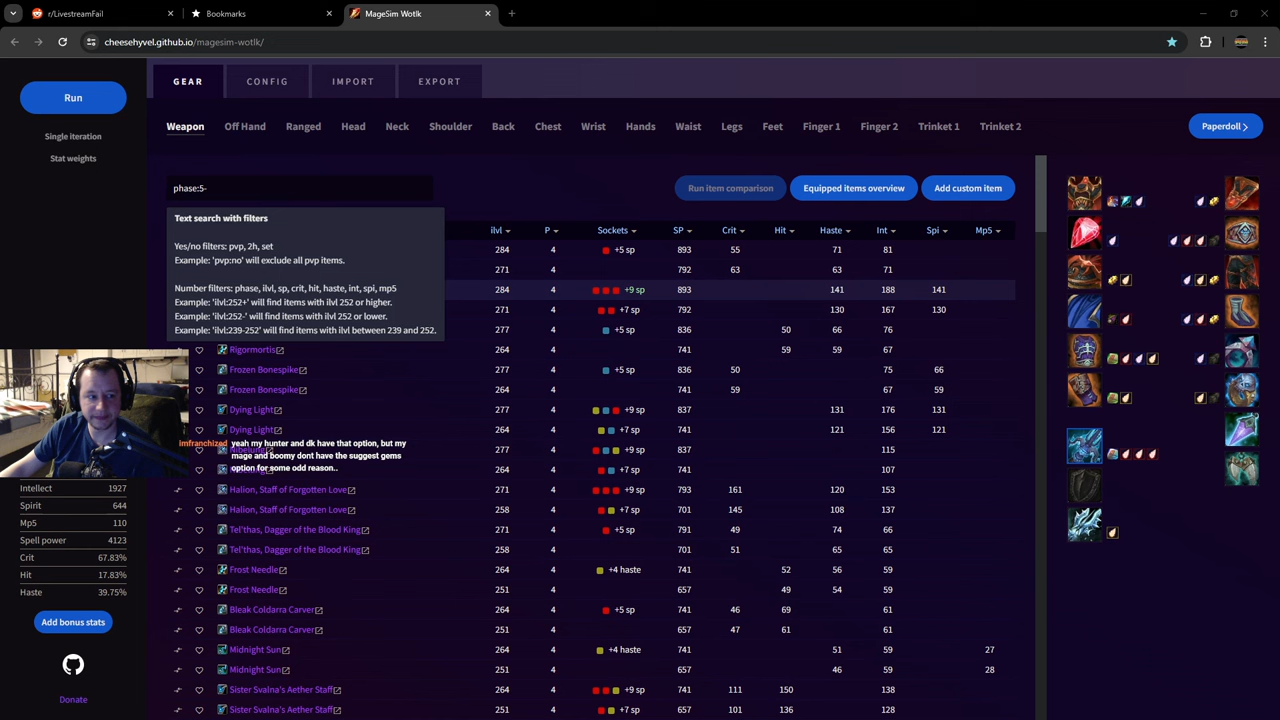 r/LivestreamFail
Bookmarks
MageSim Wotlk
cheesehyvel.github.io/magesim-wotlk/
GEAR CONFIG IMPORT EXPORT
Run
Single iteration
Stat weights
Weapon Off Hand Ranged Head Neck Shoulder Back Chest Wrist Hands Waist Legs Feet Finger 1 Finger 2 Trinket 1 Trinket 2
Paperdoll
phase:5-
Run item comparison Equipped items overview Add custom item
Text search with filters
Yes/no filters: pvp, 2h, set
Example: 'pvp:no' will exclude all pvp items.
Number filters: phase, ilvl, sp, crit, hit, haste, int, spi, mp5
Example: 'ilvl:252+' will find items with ilvl 252 or higher.
Example: 'ilvl:252-' will find items with ilvl 252 or lower.
Example: 'ilvl:239-252' will find items with ilvl between 239 and 252.
ilvl P Sockets SP Crit Hit Haste Int Spi Mp5
284 4 +5 sp 893 55 71 81
271 4 792 63 63 71
284 4 +9 sp 893 141 188 141
271 4 +7 sp 792 130 167 130
277 4 +5 sp 836 50 66 76
Rigormortis 264 4 741 59 59 67
Frozen Bonespike 277 4 +5 sp 836 50 75 66
Frozen Bonespike 264 4 741 59 67 59
Dying Light 277 4 +9 sp 837 131 176 131
Dying Light 264 4 +7 sp 741 121 156 121
277 4 +9 sp 837 115
264 4 +7 sp 741 107
imfranchized yeah my hunter and dk have that option, but my
mage and boomy dont have the suggest gems
option for some odd reason..
Halion, Staff of Forgotten Love 271 4 +9 sp 793 161 120 153
Halion, Staff of Forgotten Love 258 4 +7 sp 701 145 108 137
Tel'thas, Dagger of the Blood King 271 4 +5 sp 791 49 74 66
Tel'thas, Dagger of the Blood King 258 4 701 51 65 65
Frost Needle 264 4 +4 haste 741 52 56 59
Frost Needle 251 4 657 49 54 59
Bleak Coldarra Carver 264 4 +5 sp 741 46 69 61
Bleak Coldarra Carver 251 4 657 47 61 61
Midnight Sun 264 4 +4 haste 741 51 59 27
Midnight Sun 251 4 657 46 59 28
Sister Svalna's Aether Staff 264 4 +9 sp 741 111 150 138
Sister Svalna's Aether Staff 251 4 +7 sp 657 101 136 128
Intellect 1927
Spirit 644
Mp5 110
Spell power 4123
Crit 67.83%
Hit 17.83%
Haste 39.75%
Add bonus stats
Donate